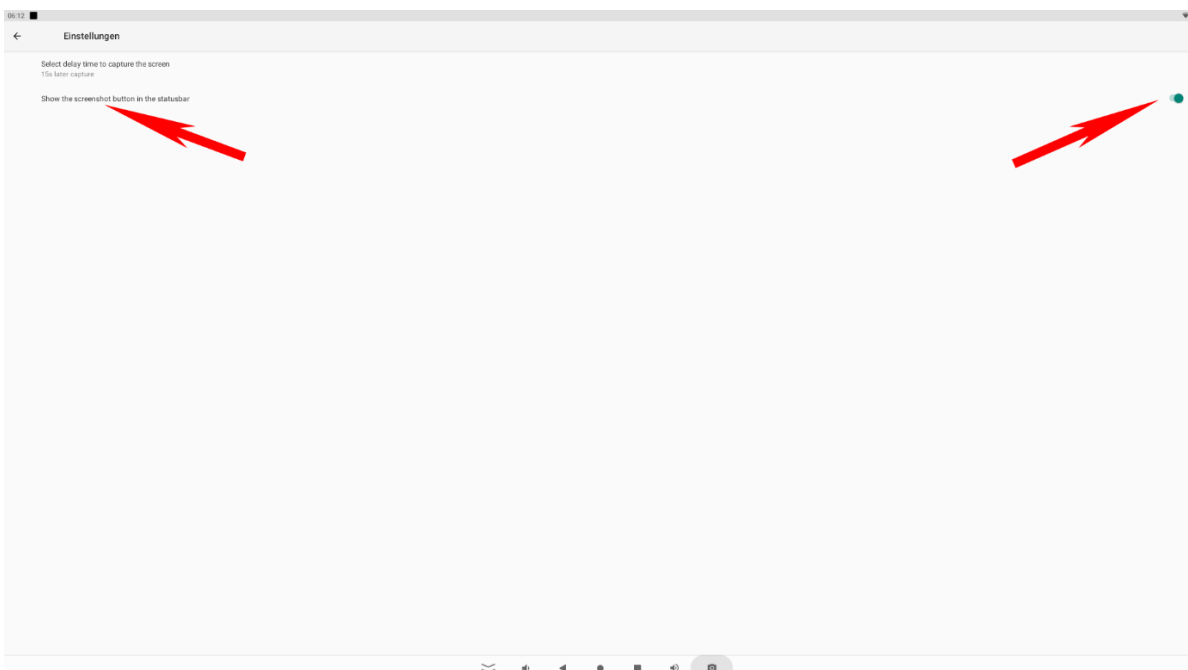 06:12
Einstellungen
Select delay time to capture the screen
15s later capture
Show the screenshot button in the statusbar